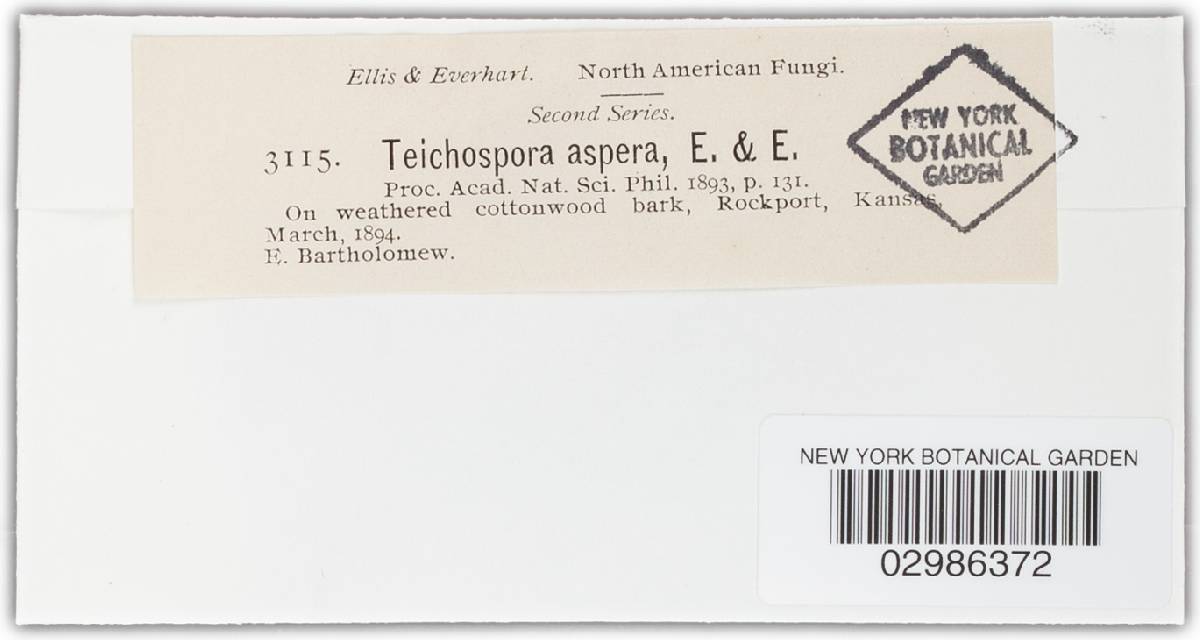 Ellis & Everhart. North American Fungi.
Second Series.
3115. Teichospora aspera, E. & E.
Proc. Acad. Nat. Sci. Phil. 1893, p. 131.
On weathered cottonwood bark, Rockport, Kansas,
March, 1894.
E. Bartholomew.
NEW YORK
BOTANICAL
GARDEN
NEW YORK BOTANICAL GARDEN
02986372